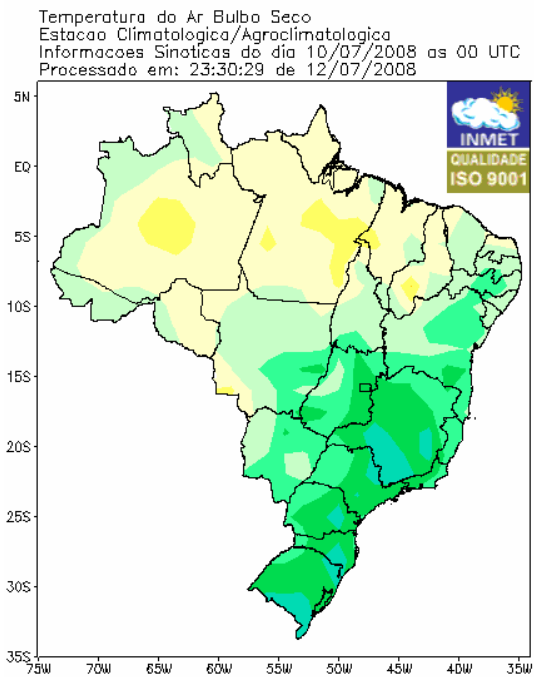 Temperatura do Ar Bulbo Seco
Estacao Climatologica/Agroclimatologica
Informacoes Sinoticas do dia 10/07/2008 as 00 UTC
Processado em: 23:30:29 de 12/07/2008
5N
INMET
QUALIDADE
ISO 9001
EQ
5S
10S
15S
20S
25S
30S
35S
75W 70W 65W 60W 55W 50W 45W 40W 35W